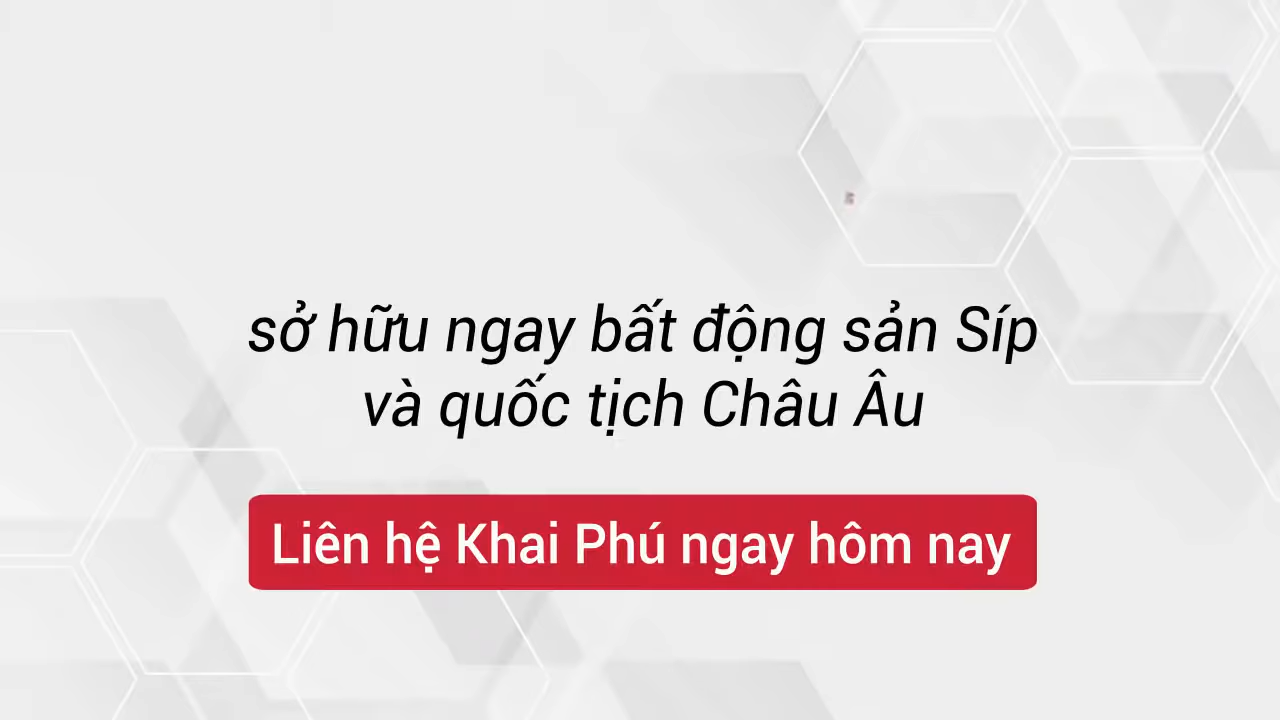 sở hữu ngay bất động sản Síp
và quốc tịch Châu Âu
Liên hệ Khai Phú ngay hôm nay